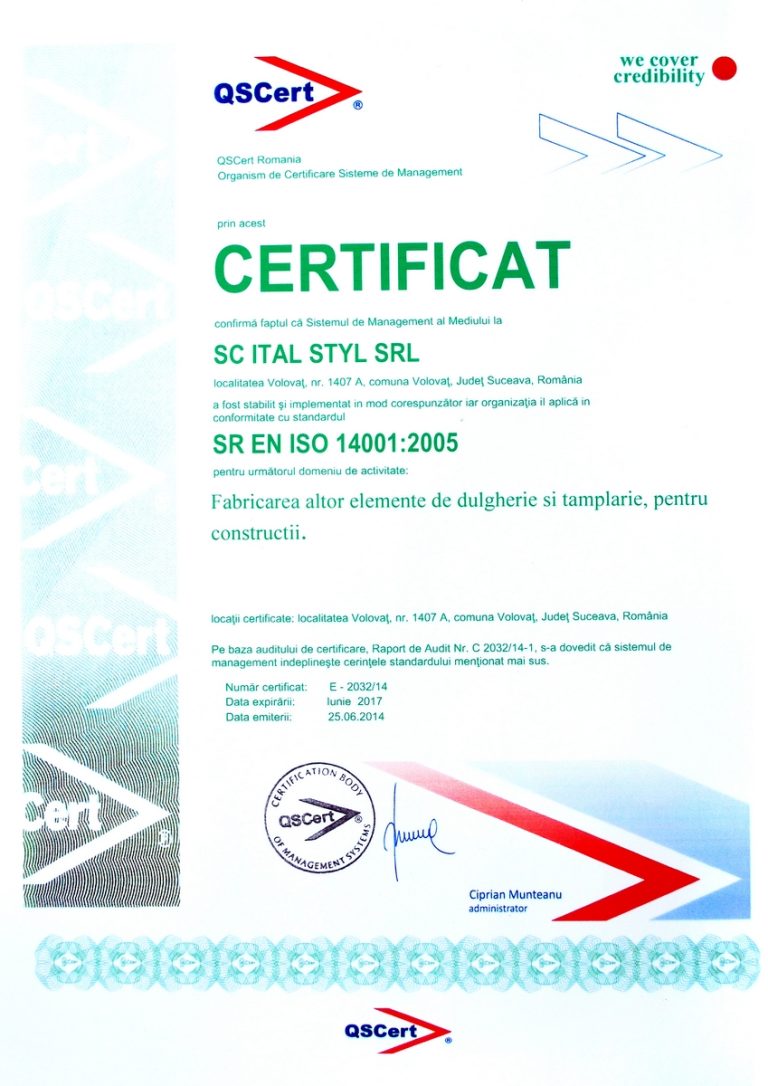 we cover
credibility
QSCert®
QSCert Romania
Organism de Certificare Sisteme de Management
prin acest
CERTIFICAT
confirmă faptul că Sistemul de Management al Mediului la
SC ITAL STYL SRL
localitatea Volovaţ, nr. 1407 A, comuna Volovaţ, Judeţ Suceava, România
a fost stabilit şi implementat in mod corespunzător iar organizaţia il aplică in
conformitate cu standardul
SR EN ISO 14001:2005
pentru următorul domeniu de activitate:
Fabricarea altor elemente de dulgherie si tamplarie, pentru
constructii.
locaţii certificate: localitatea Volovaţ, nr. 1407 A, comuna Volovaţ, Judeţ Suceava, România
Pe baza auditului de certificare, Raport de Audit Nr. C 2032/14-1, s-a dovedit că sistemul de
management indeplineşte cerinţele standardului menţionat mai sus.
Număr certificat: E - 2032/14
Data expirării: Iunie 2017
Data emiterii: 25.06.2014
CERTIFICATION BODY
QSCert®
OF MANAGEMENT SYSTEMS
Ciprian Munteanu
administrator
QSCert®
cert
QSCert
Cert
QSCert
QSCert®